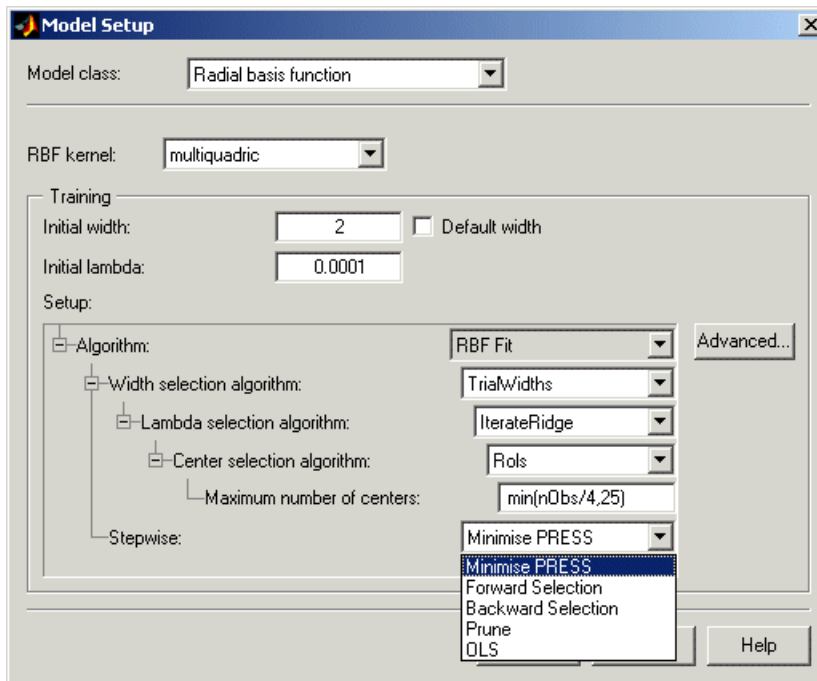 Model Setup
Model class: Radial basis function
RBF kernel: multiquadric
Training
Initial width: 2 Default width
Initial lambda: 0.0001
Setup:
Algorithm: RBF Fit Advanced...
Width selection algorithm: TrialWidths
Lambda selection algorithm: IterateRidge
Center selection algorithm: Rols
Maximum number of centers: min(nObs/4,25)
Stepwise: Minimise PRESS
Minimise PRESS
Forward Selection
Backward Selection
Prune
OLS
Help